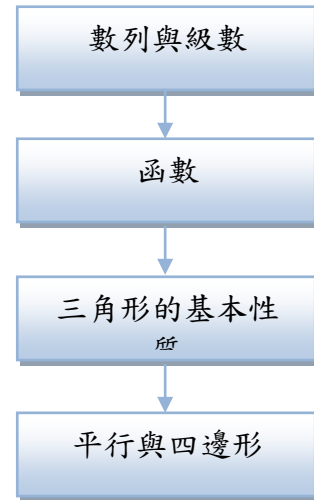 數列與級數
函數
三角形的基本性
質
平行與四邊形